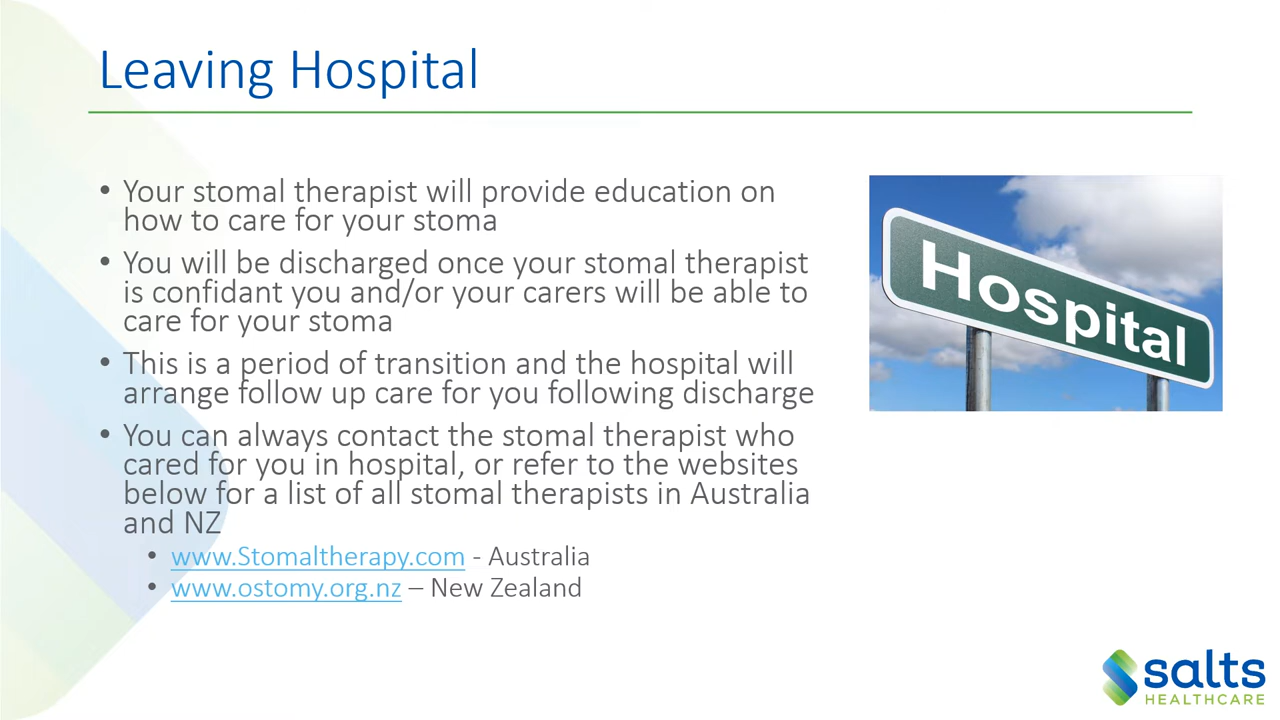 Leaving Hospital
• Your stomal therapist will provide education on
how to care for your stoma
• You will be discharged once your stomal therapist
is confidant you and/or your carers will be able to
care for your stoma
• This is a period of transition and the hospital will
arrange follow up care for you following discharge
• You can always contact the stomal therapist who
cared for you in hospital, or refer to the websites
below for a list of all stomal therapists in Australia
and NZ
• www.Stomaltherapy.com - Australia
• www.ostomy.org.nz – New Zealand
Hospital
salts
HEALTHCARE